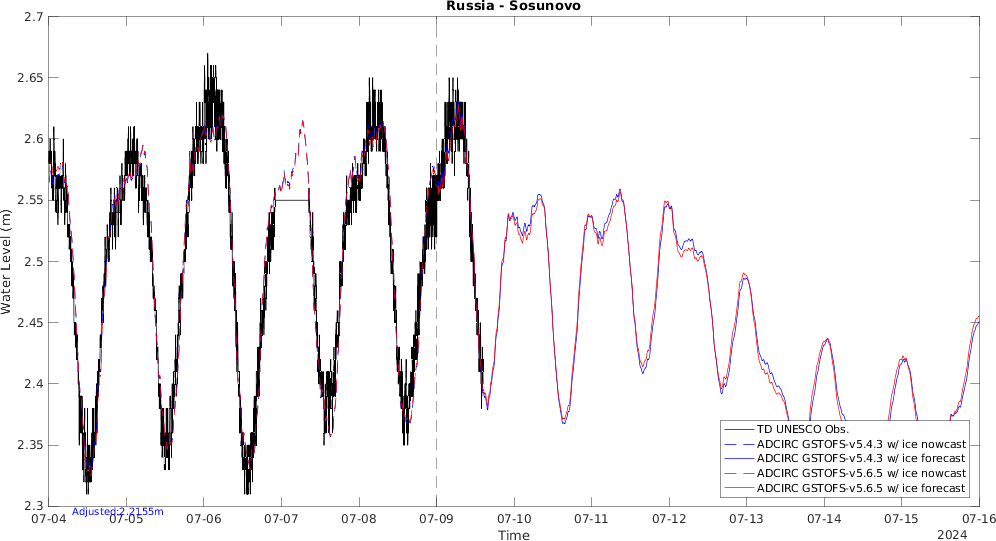 Russia - Sosunovo
2.7
2.65
2.6
2.55
2.5
2.45
2.4
2.35
2.3
Water Level (m)
TD UNESCO Obs.
ADCIRC GSTOFS-v5.4.3 w/ ice nowcast
ADCIRC GSTOFS-v5.4.3 w/ ice forecast
ADCIRC GSTOFS-v5.6.5 w/ ice nowcast
ADCIRC GSTOFS-v5.6.5 w/ ice forecast
Adjusted:2.2155m
07-04 07-05 07-06 07-07 07-08 07-09 07-10 07-11 07-12 07-13 07-14 07-15 07-16
Time
2024